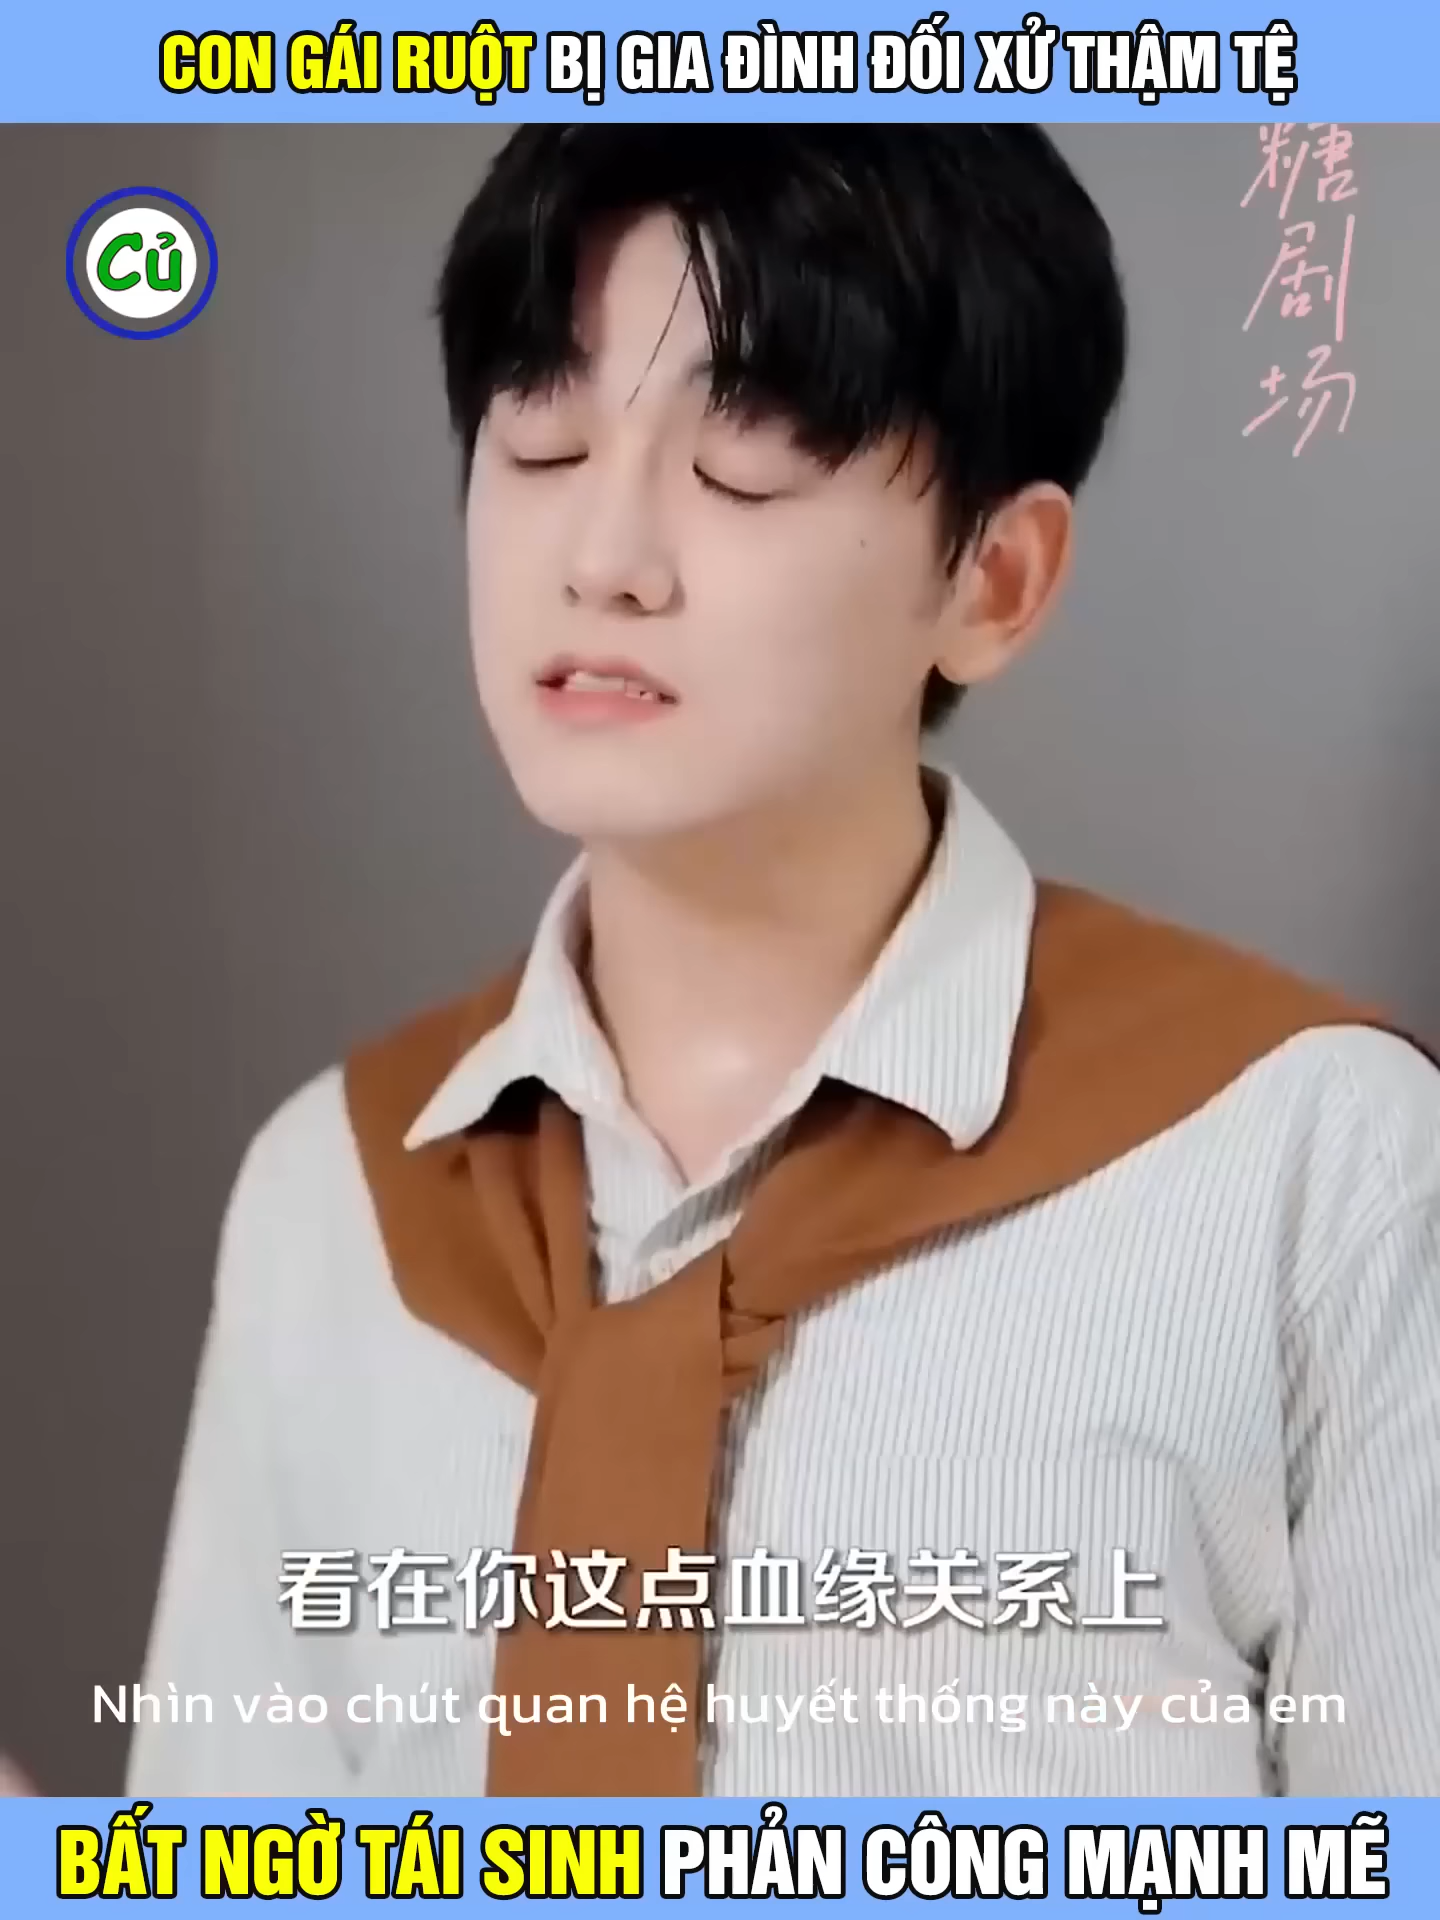 CON GÁI RUỘT BỊ GIA ĐÌNH ĐỐI XỬ THẬM TỆ
Củ
糖
剧
场
看在你这点血缘关系上
Nhìn vào chút quan hệ huyết thống này của em
BẤT NGỜ TÁI SINH PHẢN CÔNG MẠNH MẼ